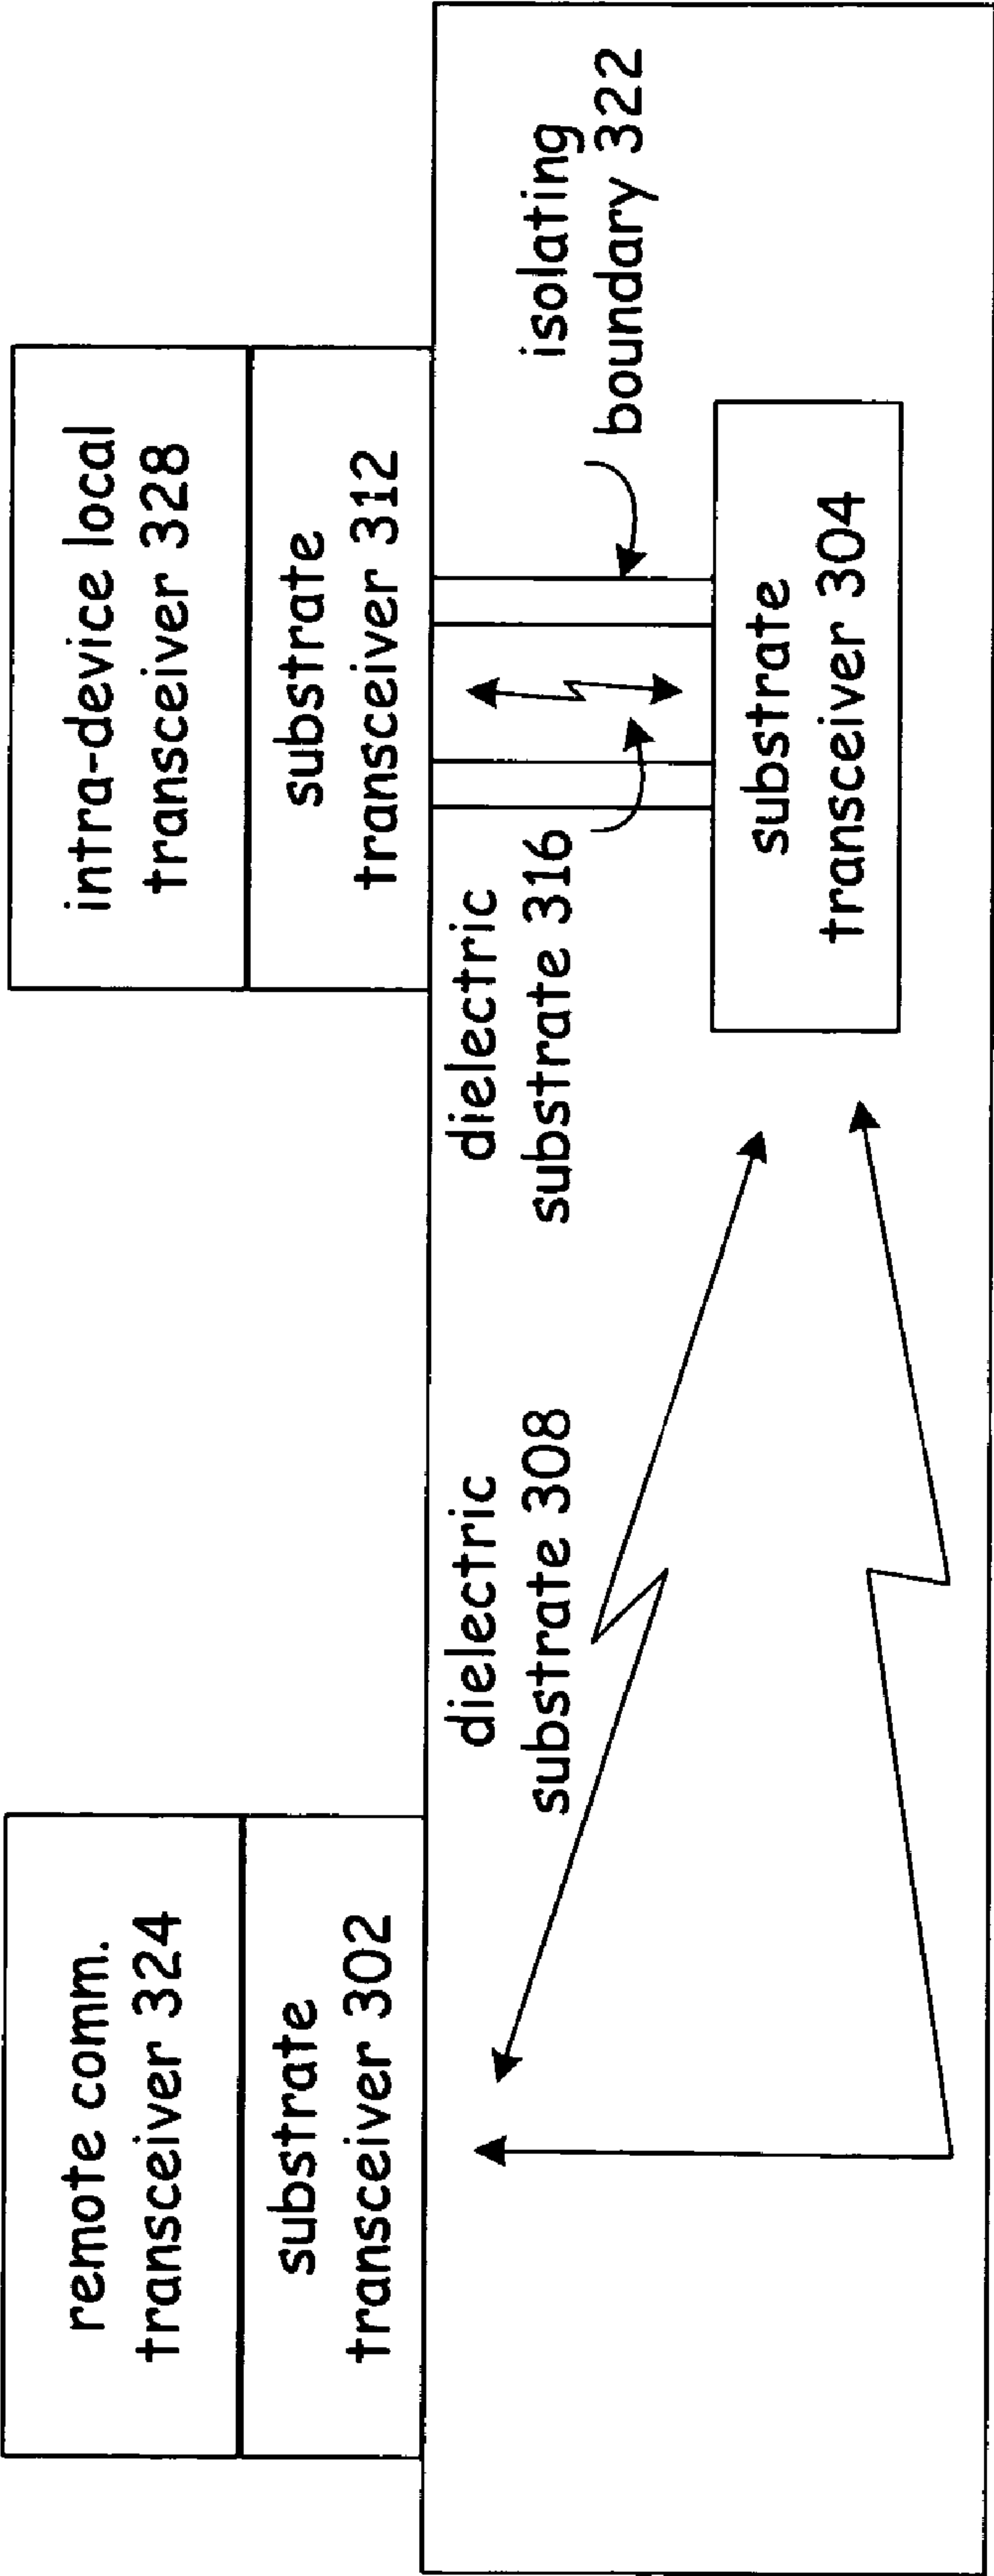 remote comm.
transceiver 324
substrate
transceiver 302
intra-device local
transceiver 328
substrate
transceiver 312
dielectric
substrate 308
dielectric
substrate 316
isolating
boundary 322
substrate
transceiver 304